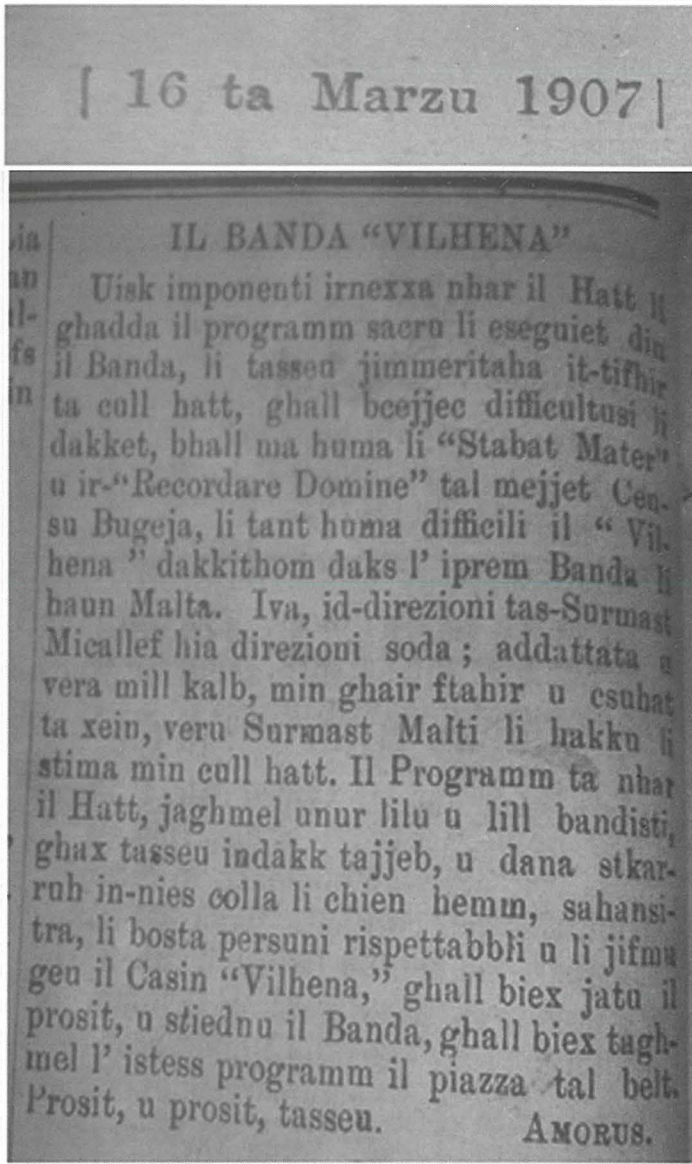 [ 16 ta Marzu 1907 |
IL BANDA “VILHENA”
Uisk imponenti irnexxa nhar il Hatt li
ghadda il programm sacru li eseguiet din
il Banda, li tasseu jimmeritaha it-tifhir
ta coll hatt, ghall bcejjec difficultusi li
dakket, bhall ma huma li “Stabat Mater”
u ir-“Recordare Domine” tal mejjet Cen-
su Bugeja, li tant huma difficili il “ Vil-
hena ” dakkithom daks l’ iprem Banda li
haun Malta. Iva, id-direzioni tas-Surmast
Micallef hia direzioni soda ; addattata u
vera mill kalb, min ghair ftahir u csuhat
ta xein, veru Surmast Malti li hakku li
stima min cull hatt. Il Programm ta nhar
il Hatt, jaghmel unur lilu u lill bandisti,
ghax tasseu indakk tajjeb, u dana stkar-
ruh in-nies colla li chien hemm, sahansi-
tra, li bosta persuni rispettabbli u li jifmu
geu il Casin “Vilhena,” ghall biex jatu il
prosit, u stiednu il Banda, ghall biex tagh-
mel l’ istess programm il piazza tal belt.
Prosit, u prosit, tasseu.
AMORUS.
ia
an
l-
fs
in